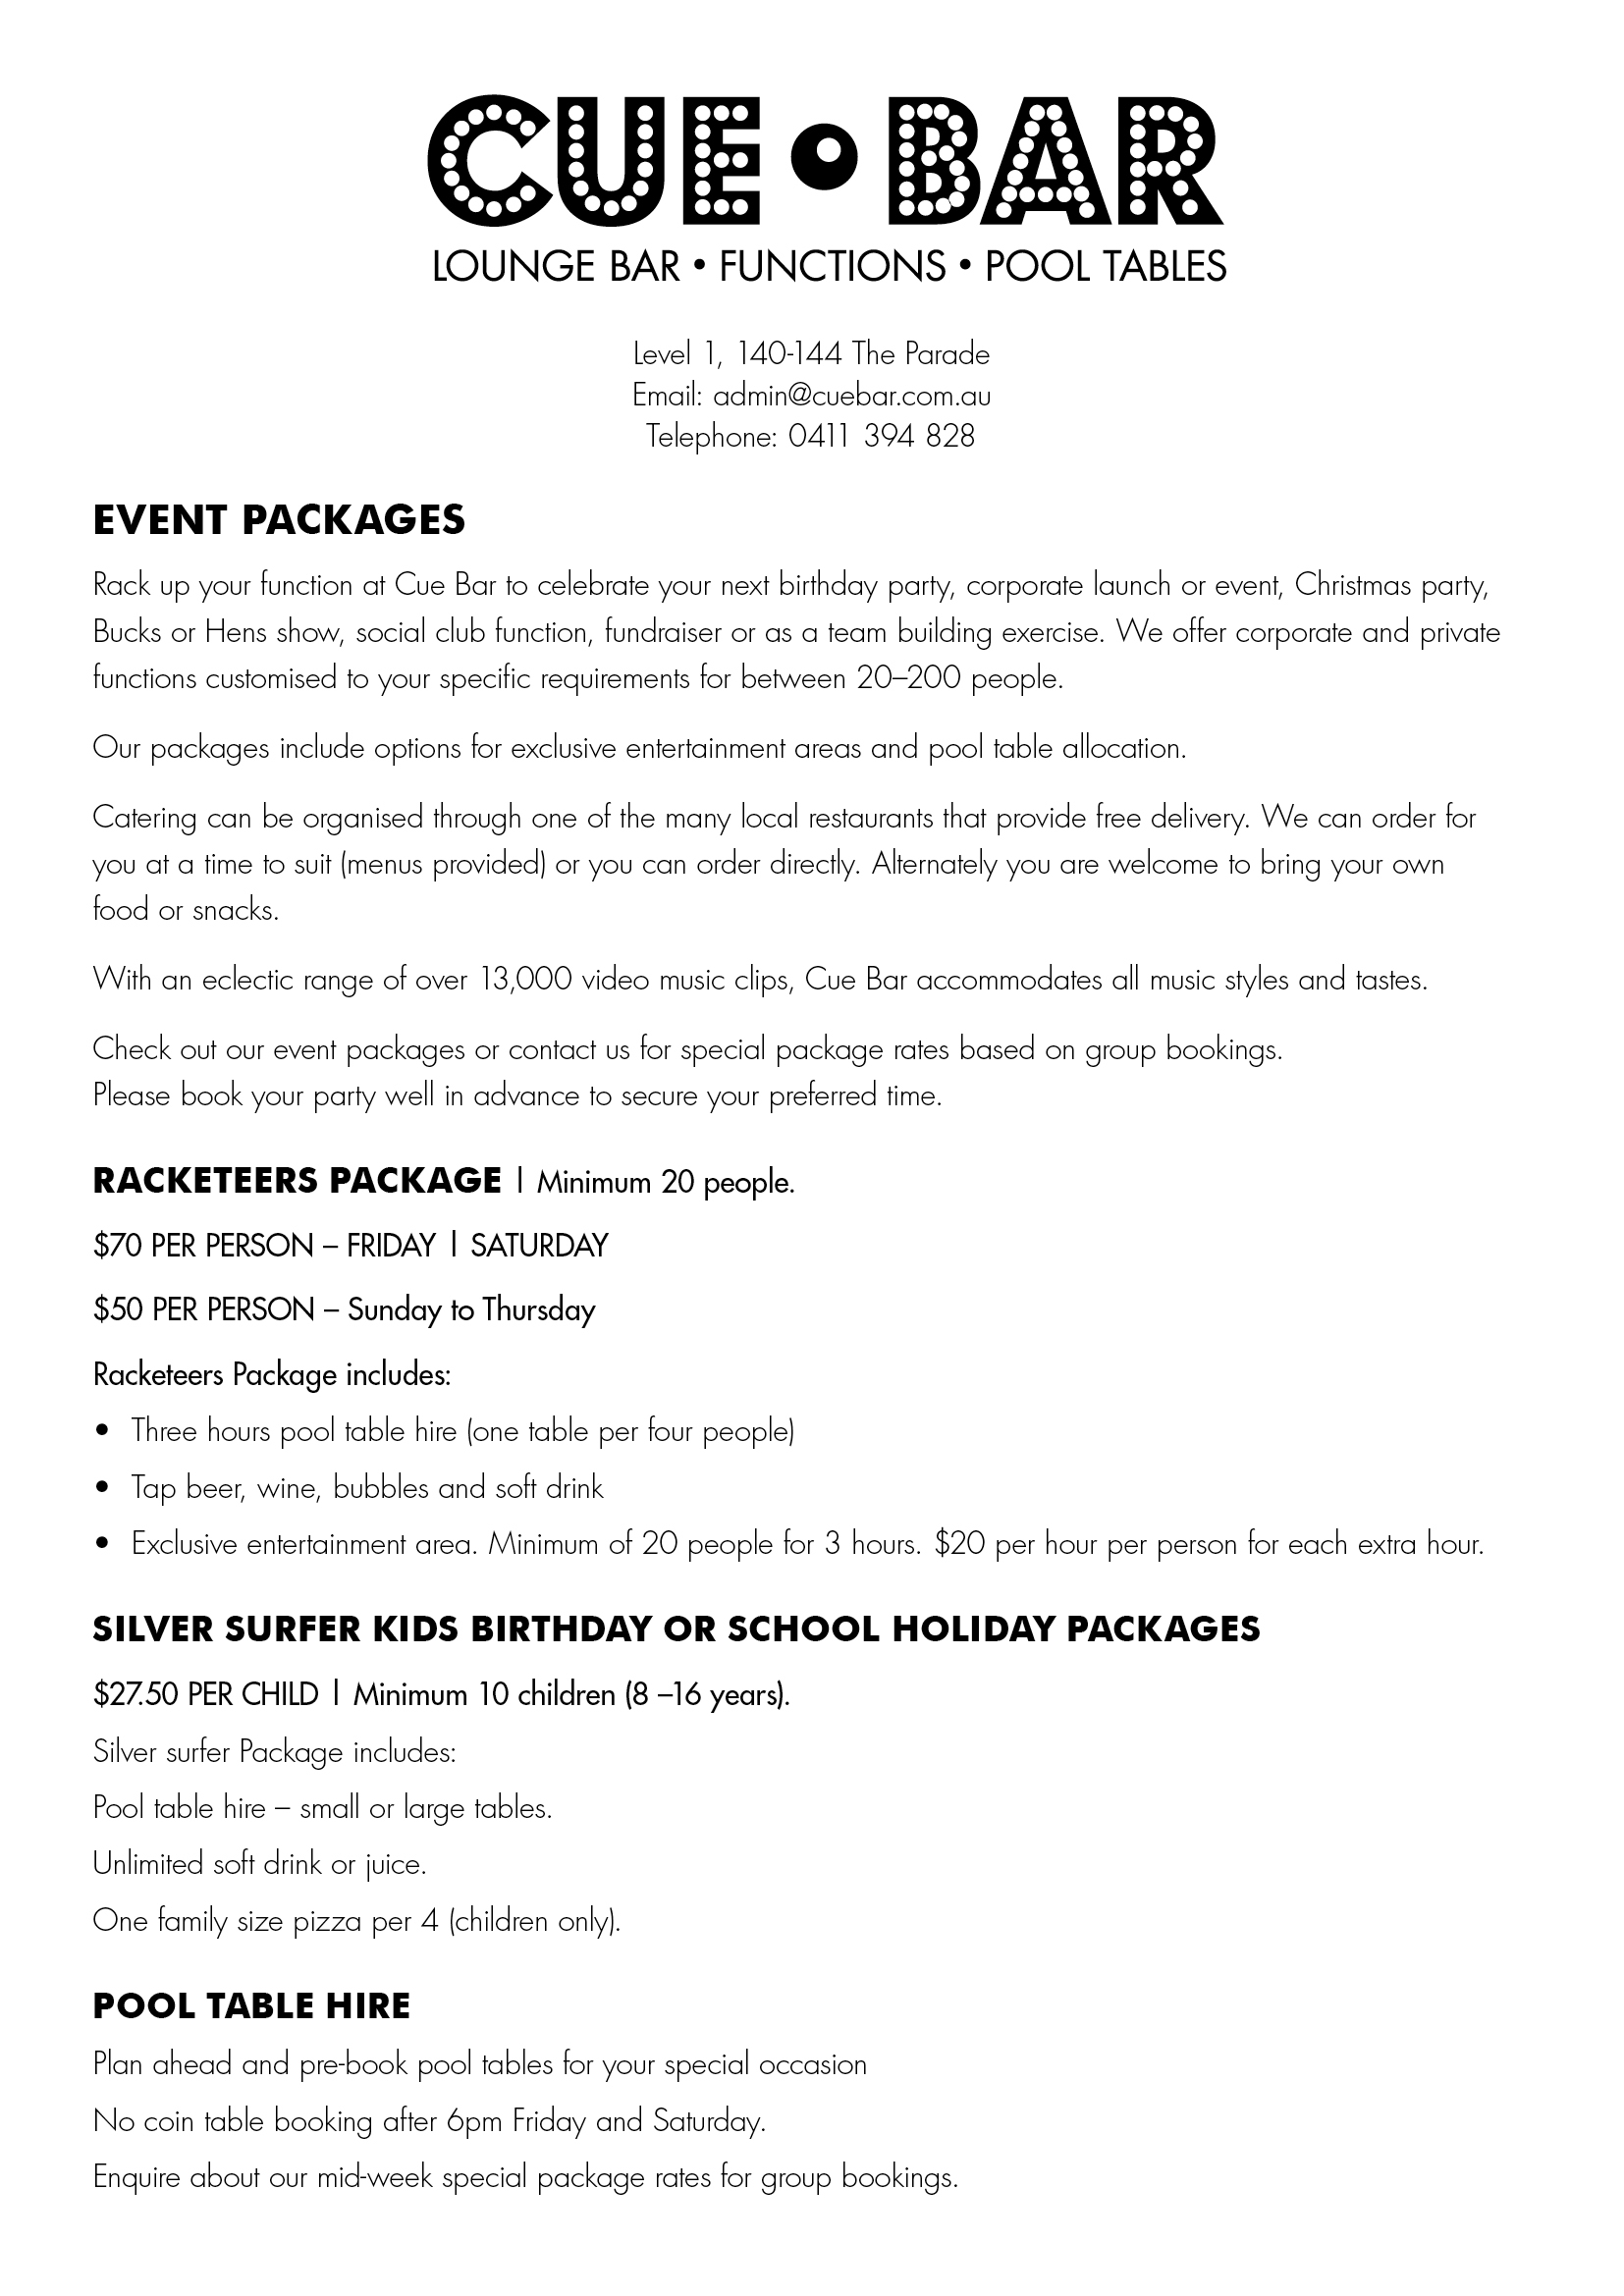 CUE•BAR
LOUNGE BAR • FUNCTIONS • POOL TABLES
Level 1, 140-144 The Parade
Email: admin@cuebar.com.au
Telephone: 0411 394 828
EVENT PACKAGES
Rack up your function at Cue Bar to celebrate your next birthday party, corporate launch or event, Christmas party,
Bucks or Hens show, social club function, fundraiser or as a team building exercise. We offer corporate and private
functions customised to your specific requirements for between 20–200 people.
Our packages include options for exclusive entertainment areas and pool table allocation.
Catering can be organised through one of the many local restaurants that provide free delivery. We can order for
you at a time to suit (menus provided) or you can order directly. Alternately you are welcome to bring your own
food or snacks.
With an eclectic range of over 13,000 video music clips, Cue Bar accommodates all music styles and tastes.
Check out our event packages or contact us for special package rates based on group bookings.
Please book your party well in advance to secure your preferred time.
RACKETEERS PACKAGE | Minimum 20 people.
$70 PER PERSON – FRIDAY | SATURDAY
$50 PER PERSON – Sunday to Thursday
Racketeers Package includes:
• Three hours pool table hire (one table per four people)
• Tap beer, wine, bubbles and soft drink
• Exclusive entertainment area. Minimum of 20 people for 3 hours. $20 per hour per person for each extra hour.
SILVER SURFER KIDS BIRTHDAY OR SCHOOL HOLIDAY PACKAGES
$27.50 PER CHILD | Minimum 10 children (8 –16 years).
Silver surfer Package includes:
Pool table hire – small or large tables.
Unlimited soft drink or juice.
One family size pizza per 4 (children only).
POOL TABLE HIRE
Plan ahead and pre-book pool tables for your special occasion
No coin table booking after 6pm Friday and Saturday.
Enquire about our mid-week special package rates for group bookings.